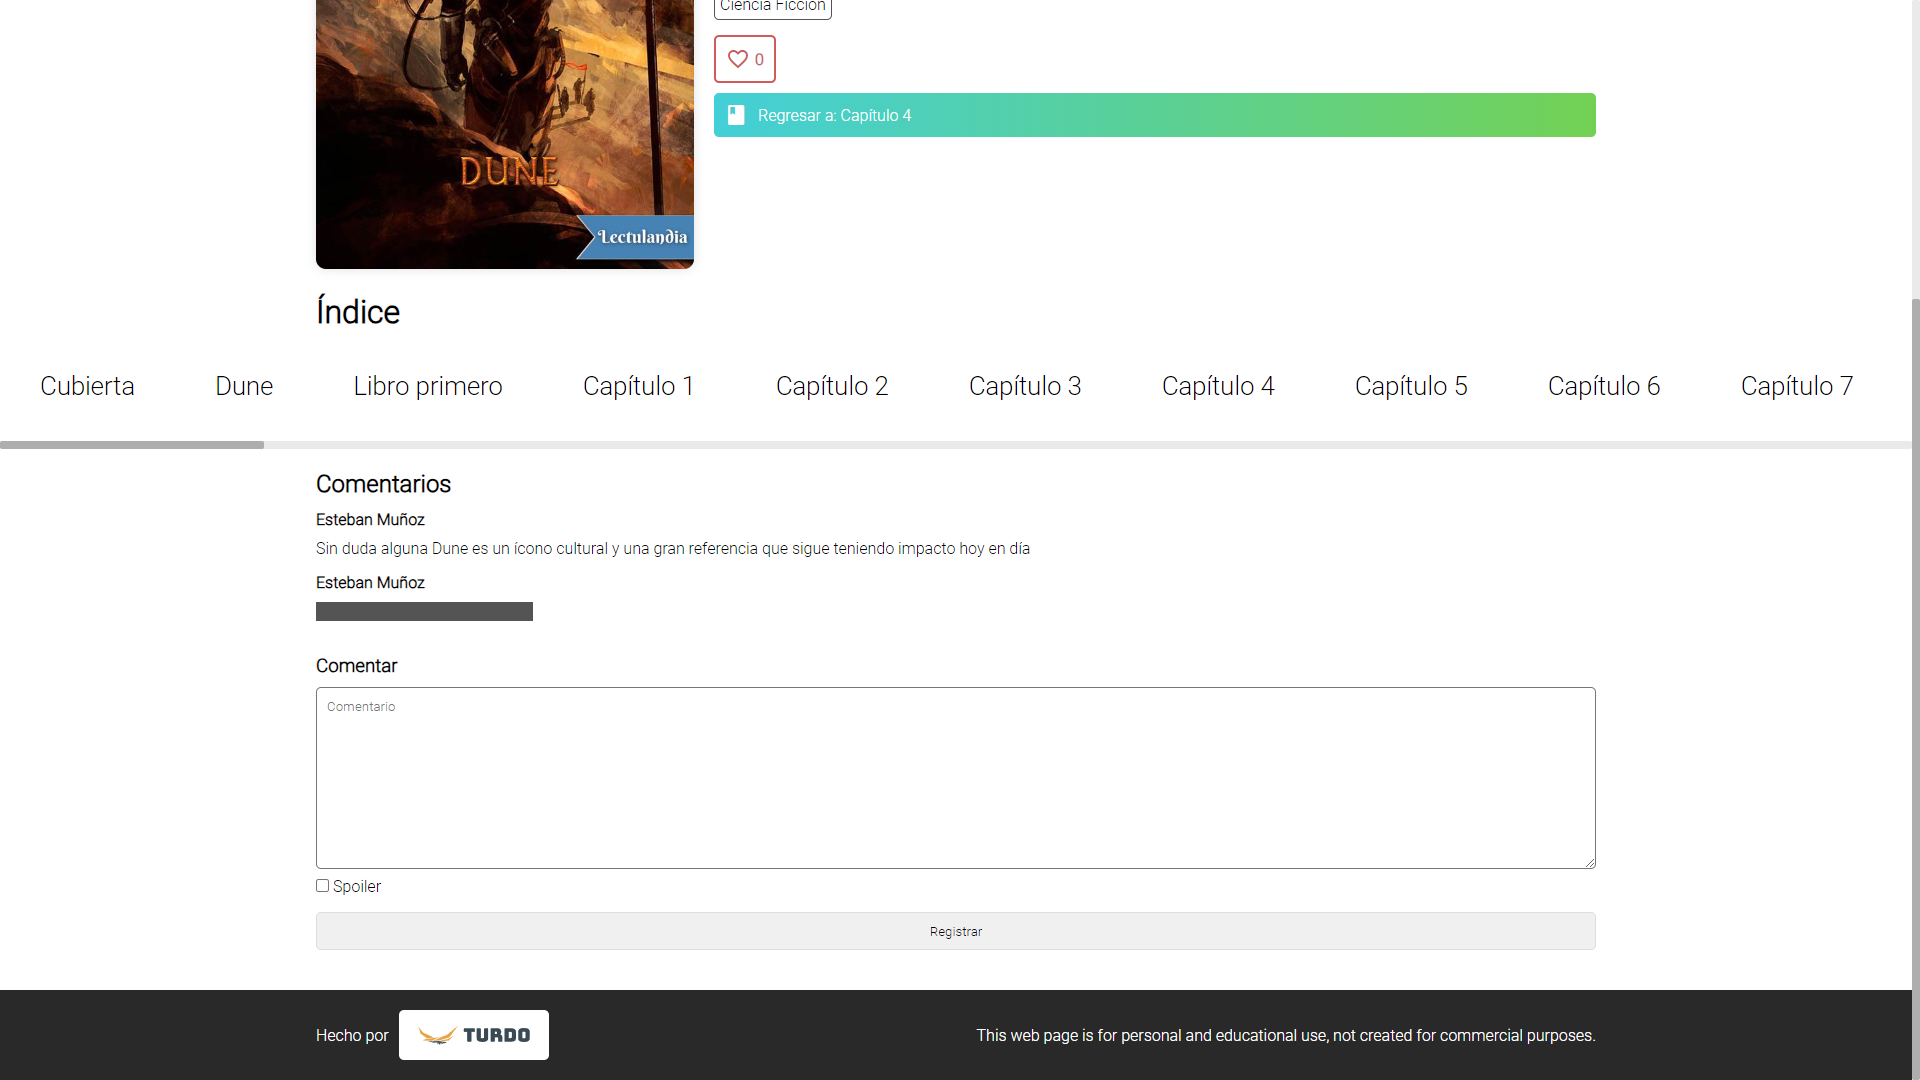 Ciencia Ficción
0
Regresar a: Capítulo 4
DUNE
Lectulandia
Índice
Cubierta Dune Libro primero Capítulo 1 Capítulo 2 Capítulo 3 Capítulo 4 Capítulo 5 Capítulo 6 Capítulo 7
Comentarios
Esteban Muñoz
Sin duda alguna Dune es un ícono cultural y una gran referencia que sigue teniendo impacto hoy en día
Esteban Muñoz
Comentar
Comentario
Spoiler
Registrar
Hecho por TURDO
This web page is for personal and educational use, not created for commercial purposes.